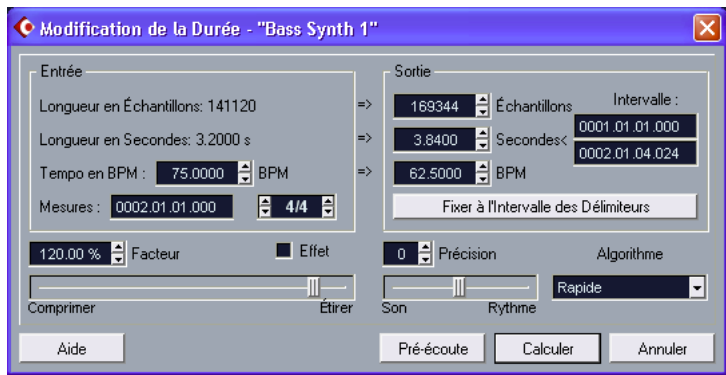 Modification de la Durée - "Bass Synth 1"
Entrée
Longueur en Échantillons: 141120 =>
Longueur en Secondes: 3.2000 s =>
Tempo en BPM : 75.0000 BPM =>
Mesures : 0002.01.01.000 4/4
Sortie
169344 Échantillons
3.8400 Secondes<
62.5000 BPM
Intervalle :
0001.01.01.000
0002.01.04.024
Fixer à l'Intervalle des Délimiteurs
120.00 % Facteur
Effet
Comprimer Étirer
0 Précision
Son Rythme
Algorithme
Rapide
Aide
Pré-écoute
Calculer
Annuler